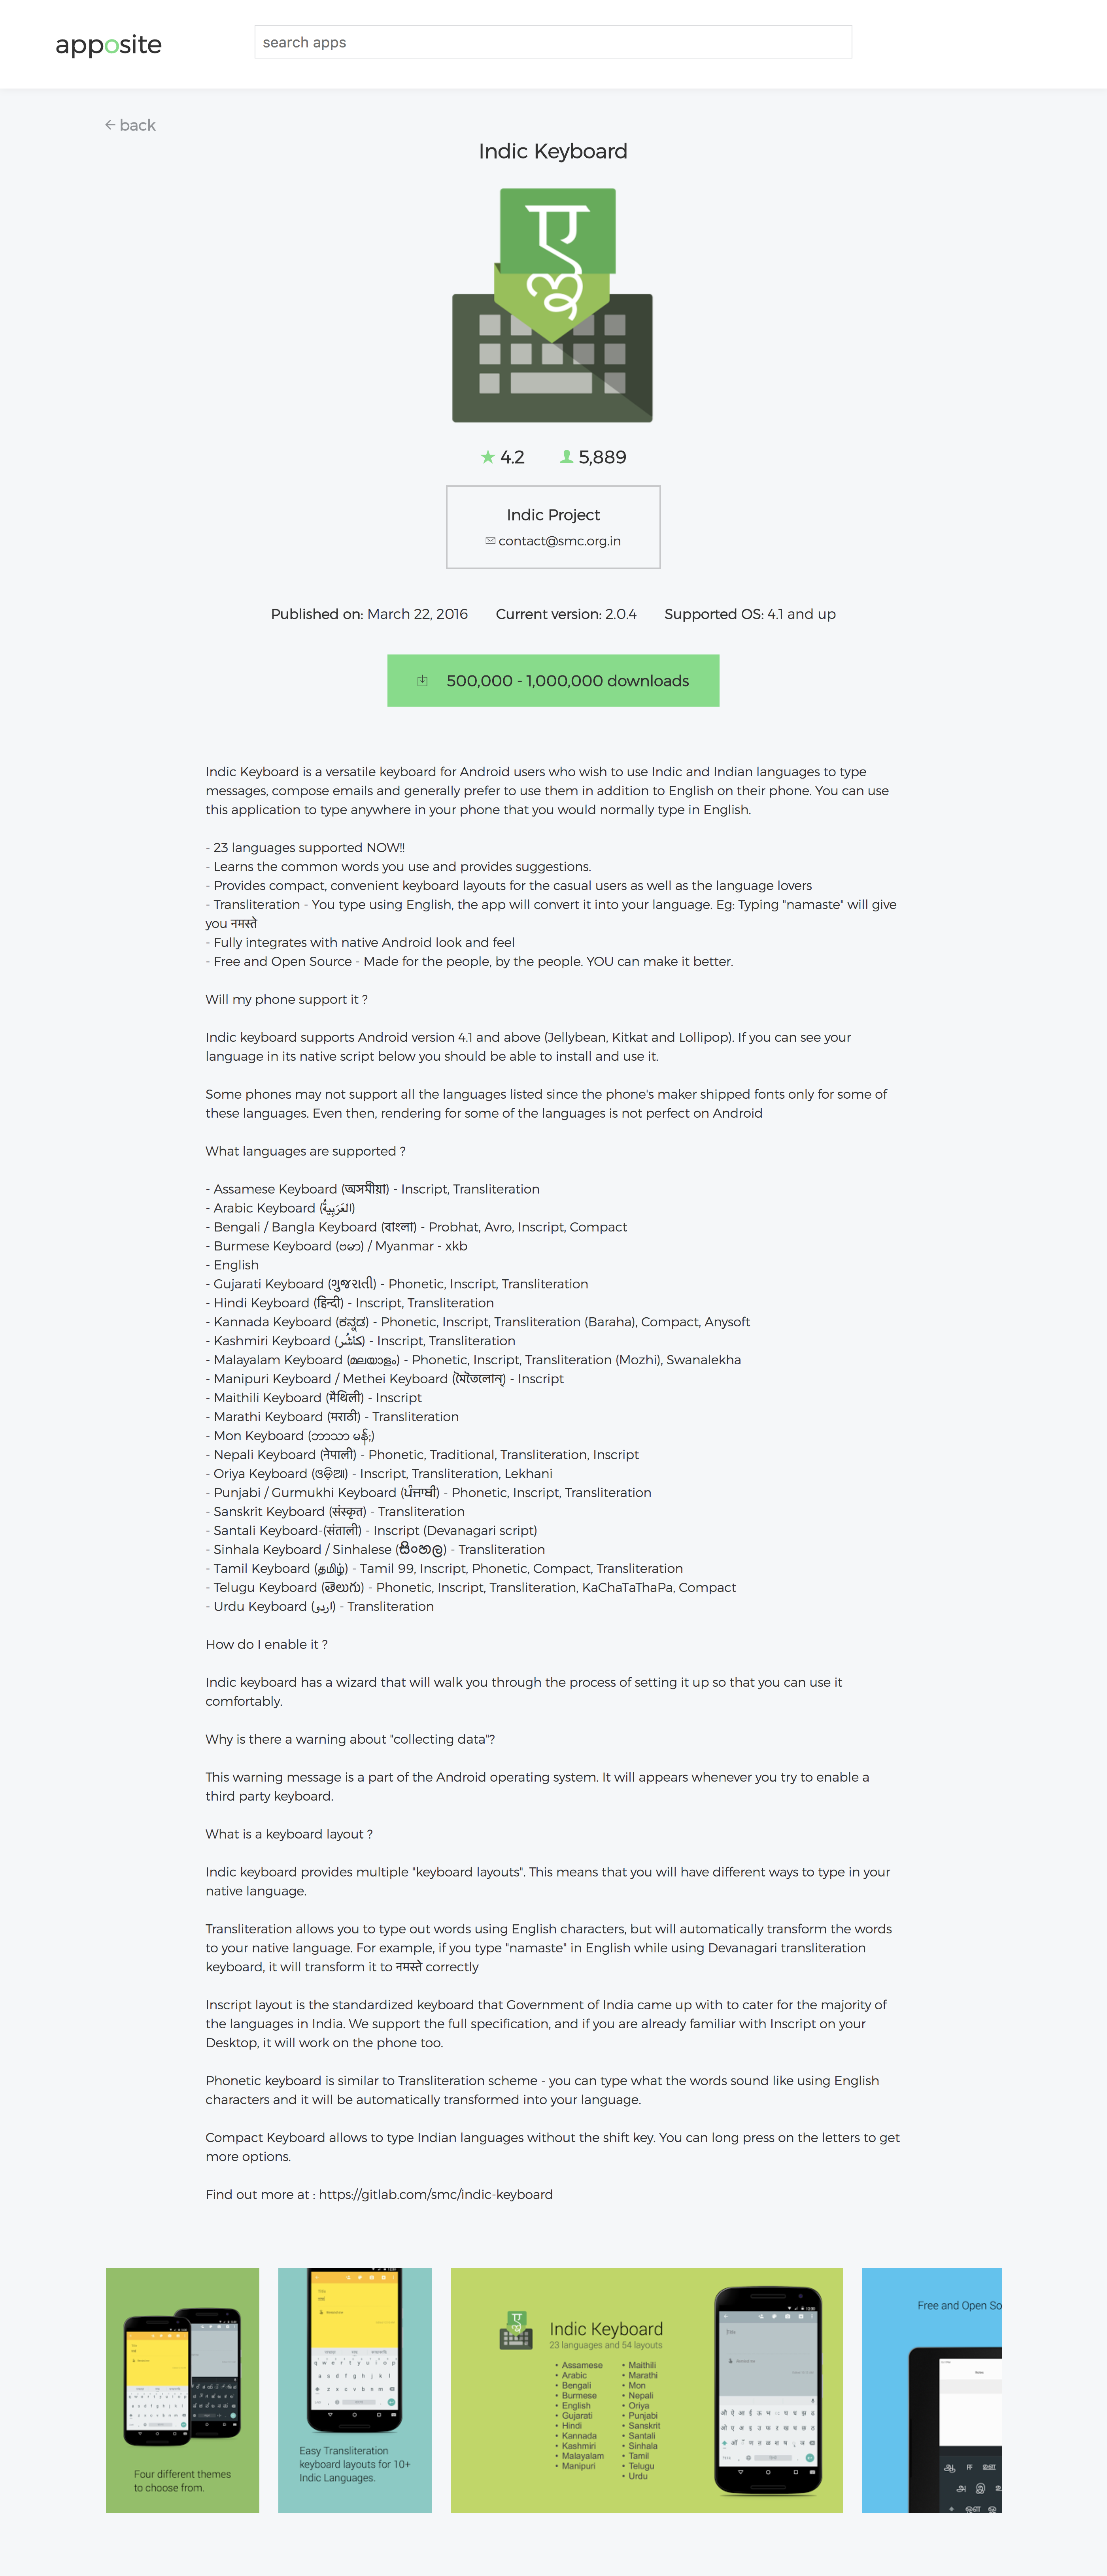 apposite
search apps
← back
Indic Keyboard
ए
ആ
4.2 5,889
Indic Project
contact@smc.org.in
Published on: March 22, 2016 Current version: 2.0.4 Supported OS: 4.1 and up
500,000 - 1,000,000 downloads
Indic Keyboard is a versatile keyboard for Android users who wish to use Indic and Indian languages to type
messages, compose emails and generally prefer to use them in addition to English on their phone. You can use
this application to type anywhere in your phone that you would normally type in English.
- 23 languages supported NOW!!
- Learns the common words you use and provides suggestions.
- Provides compact, convenient keyboard layouts for the casual users as well as the language lovers
- Transliteration - You type using English, the app will convert it into your language. Eg: Typing "namaste" will give
you नमस्ते
- Fully integrates with native Android look and feel
- Free and Open Source - Made for the people, by the people. YOU can make it better.
Will my phone support it ?
Indic keyboard supports Android version 4.1 and above (Jellybean, Kitkat and Lollipop). If you can see your
language in its native script below you should be able to install and use it.
Some phones may not support all the languages listed since the phone's maker shipped fonts only for some of
these languages. Even then, rendering for some of the languages is not perfect on Android
What languages are supported ?
- Assamese Keyboard (অসমীয়া) - Inscript, Transliteration
- Arabic Keyboard (العَرَبِيةُ)
- Bengali / Bangla Keyboard (বাংলা) - Probhat, Avro, Inscript, Compact
- Burmese Keyboard (ဗမာ) / Myanmar - xkb
- English
- Gujarati Keyboard (ગુજરાતી) - Phonetic, Inscript, Transliteration
- Hindi Keyboard (हिन्दी) - Inscript, Transliteration
- Kannada Keyboard (ಕನ್ನಡ) - Phonetic, Inscript, Transliteration (Baraha), Compact, Anysoft
- Kashmiri Keyboard (کأشُر) - Inscript, Transliteration
- Malayalam Keyboard (മലയാളം) - Phonetic, Inscript, Transliteration (Mozhi), Swanalekha
- Manipuri Keyboard / Methei Keyboard (মৈতৈলোন্) - Inscript
- Maithili Keyboard (मैथिली) - Inscript
- Marathi Keyboard (मराठी) - Transliteration
- Mon Keyboard (ဘာသာ မန်;)
- Nepali Keyboard (नेपाली) - Phonetic, Traditional, Transliteration, Inscript
- Oriya Keyboard (ଓଡ଼ିଆ) - Inscript, Transliteration, Lekhani
- Punjabi / Gurmukhi Keyboard (ਪੰਜਾਬੀ) - Phonetic, Inscript, Transliteration
- Sanskrit Keyboard (संस्कृत) - Transliteration
- Santali Keyboard-(संताली) - Inscript (Devanagari script)
- Sinhala Keyboard / Sinhalese (සිංහල) - Transliteration
- Tamil Keyboard (தமிழ்) - Tamil 99, Inscript, Phonetic, Compact, Transliteration
- Telugu Keyboard (తెలుగు) - Phonetic, Inscript, Transliteration, KaChaTaThaPa, Compact
- Urdu Keyboard (اردو) - Transliteration
How do I enable it ?
Indic keyboard has a wizard that will walk you through the process of setting it up so that you can use it
comfortably.
Why is there a warning about "collecting data"?
This warning message is a part of the Android operating system. It will appears whenever you try to enable a
third party keyboard.
What is a keyboard layout ?
Indic keyboard provides multiple "keyboard layouts". This means that you will have different ways to type in your
native language.
Transliteration allows you to type out words using English characters, but will automatically transform the words
to your native language. For example, if you type "namaste" in English while using Devanagari transliteration
keyboard, it will transform it to नमस्ते correctly
Inscript layout is the standardized keyboard that Government of India came up with to cater for the majority of
the languages in India. We support the full specification, and if you are already familiar with Inscript on your
Desktop, it will work on the phone too.
Phonetic keyboard is similar to Transliteration scheme - you can type what the words sound like using English
characters and it will be automatically transformed into your language.
Compact Keyboard allows to type Indian languages without the shift key. You can long press on the letters to get
more options.
Find out more at : https://gitlab.com/smc/indic-keyboard
Four different themes
to choose from.
Easy Transliteration
keyboard layouts for 10+
Indic Languages.
Indic Keyboard
23 languages and 54 layouts
• Assamese
• Arabic
• Bengali
• Burmese
• English
• Gujarati
• Hindi
• Kannada
• Kashmiri
• Malayalam
• Manipuri
• Maithili
• Marathi
• Mon
• Nepali
• Oriya
• Punjabi
• Sanskrit
• Santali
• Sinhala
• Tamil
• Telugu
• Urdu
Free and Open So